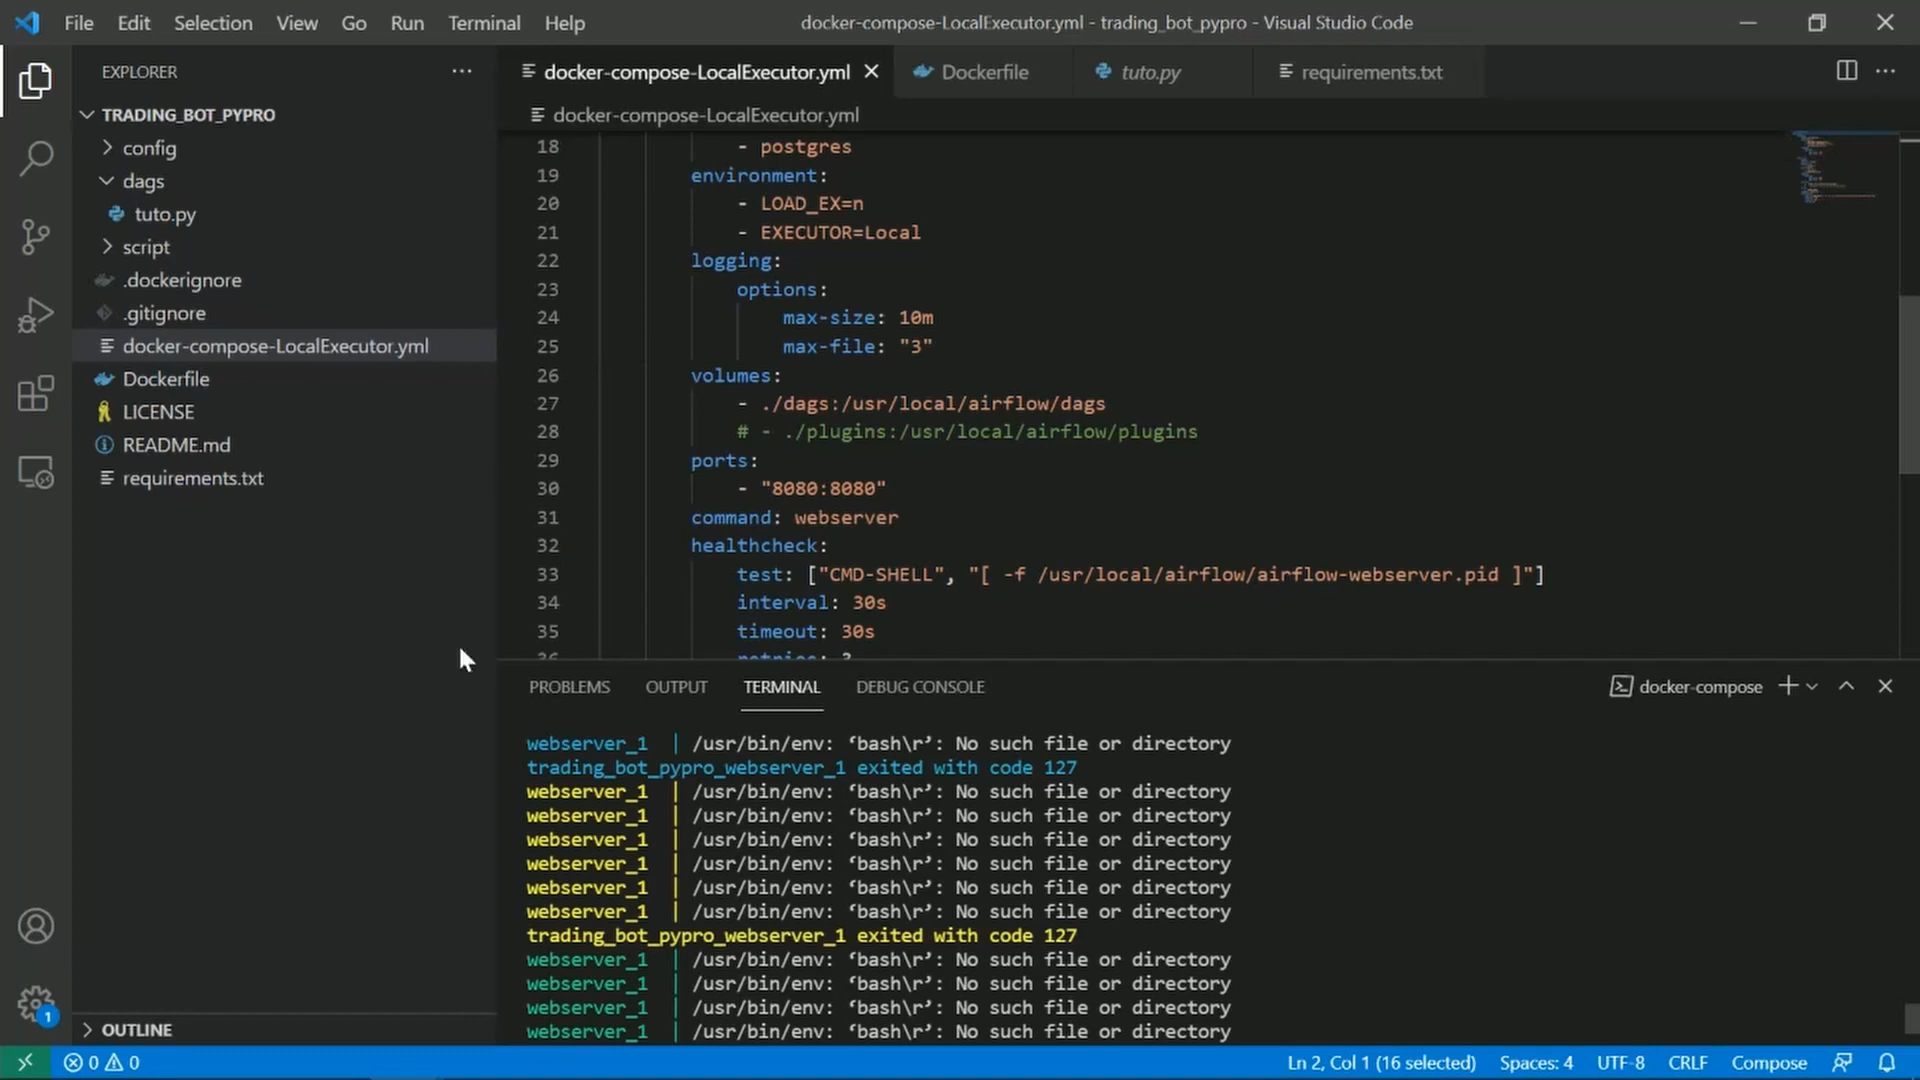 File Edit Selection View Go Run Terminal Help
docker-compose-LocalExecutor.yml - trading_bot_pypro - Visual Studio Code
EXPLORER
TRADING_BOT_PYPRO
config
dags
tuto.py
script
.dockerignore
.gitignore
docker-compose-LocalExecutor.yml
Dockerfile
LICENSE
README.md
requirements.txt
OUTLINE
docker-compose-LocalExecutor.yml Dockerfile tuto.py requirements.txt
docker-compose-LocalExecutor.yml
18 - postgres
19 environment:
20 - LOAD_EX=n
21 - EXECUTOR=Local
22 logging:
23 options:
24 max-size: 10m
25 max-file: "3"
26 volumes:
27 - ./dags:/usr/local/airflow/dags
28 # - ./plugins:/usr/local/airflow/plugins
29 ports:
30 - "8080:8080"
31 command: webserver
32 healthcheck:
33 test: ["CMD-SHELL", "[ -f /usr/local/airflow/airflow-webserver.pid ]"]
34 interval: 30s
35 timeout: 30s
36 retries: 3
PROBLEMS OUTPUT TERMINAL DEBUG CONSOLE
docker-compose
webserver_1 | /usr/bin/env: ‘bash\r’: No such file or directory
trading_bot_pypro_webserver_1 exited with code 127
webserver_1 | /usr/bin/env: ‘bash\r’: No such file or directory
webserver_1 | /usr/bin/env: ‘bash\r’: No such file or directory
webserver_1 | /usr/bin/env: ‘bash\r’: No such file or directory
webserver_1 | /usr/bin/env: ‘bash\r’: No such file or directory
webserver_1 | /usr/bin/env: ‘bash\r’: No such file or directory
webserver_1 | /usr/bin/env: ‘bash\r’: No such file or directory
trading_bot_pypro_webserver_1 exited with code 127
webserver_1 | /usr/bin/env: ‘bash\r’: No such file or directory
webserver_1 | /usr/bin/env: ‘bash\r’: No such file or directory
webserver_1 | /usr/bin/env: ‘bash\r’: No such file or directory
webserver_1 | /usr/bin/env: ‘bash\r’: No such file or directory
1
0 0
Ln 2, Col 1 (16 selected) Spaces: 4 UTF-8 CRLF Compose